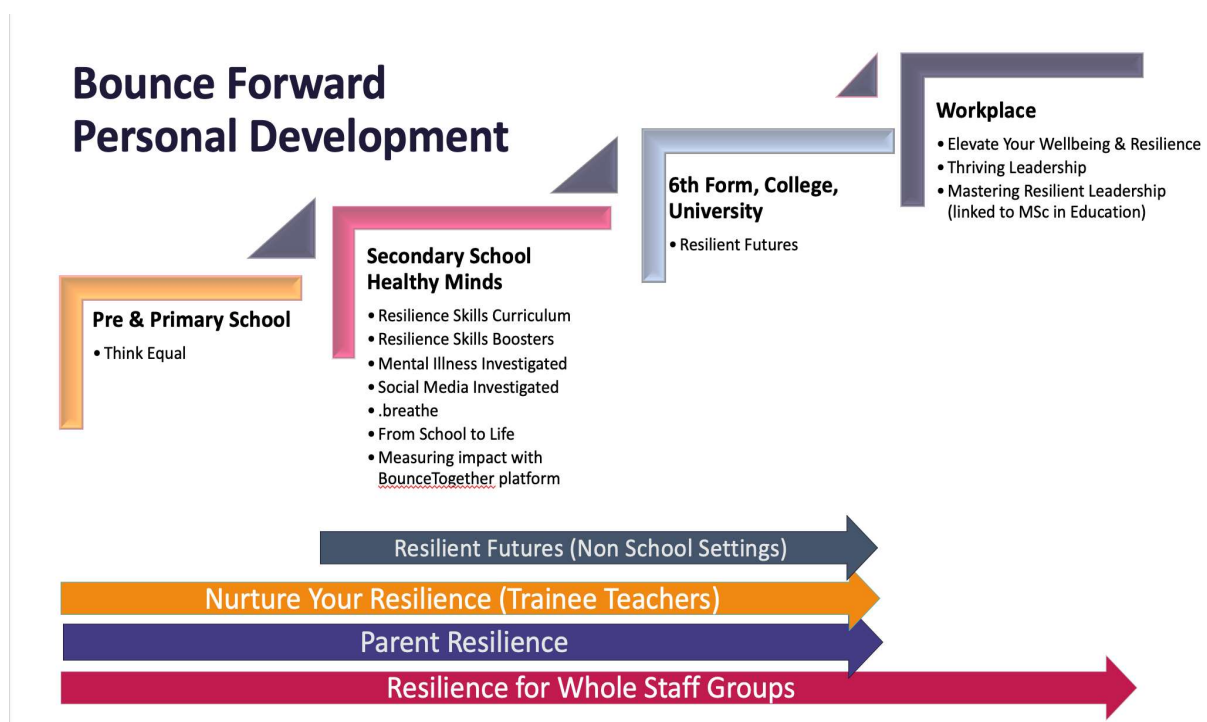 Bounce Forward
Personal Development
Pre & Primary School
• Think Equal
Secondary School
Healthy Minds
• Resilience Skills Curriculum
• Resilience Skills Boosters
• Mental Illness Investigated
• Social Media Investigated
• .breathe
• From School to Life
• Measuring impact with
BounceTogether platform
6th Form, College,
University
• Resilient Futures
Workplace
• Elevate Your Wellbeing & Resilience
• Thriving Leadership
• Mastering Resilient Leadership
(linked to MSc in Education)
Resilient Futures (Non School Settings)
Nurture Your Resilience (Trainee Teachers)
Parent Resilience
Resilience for Whole Staff Groups